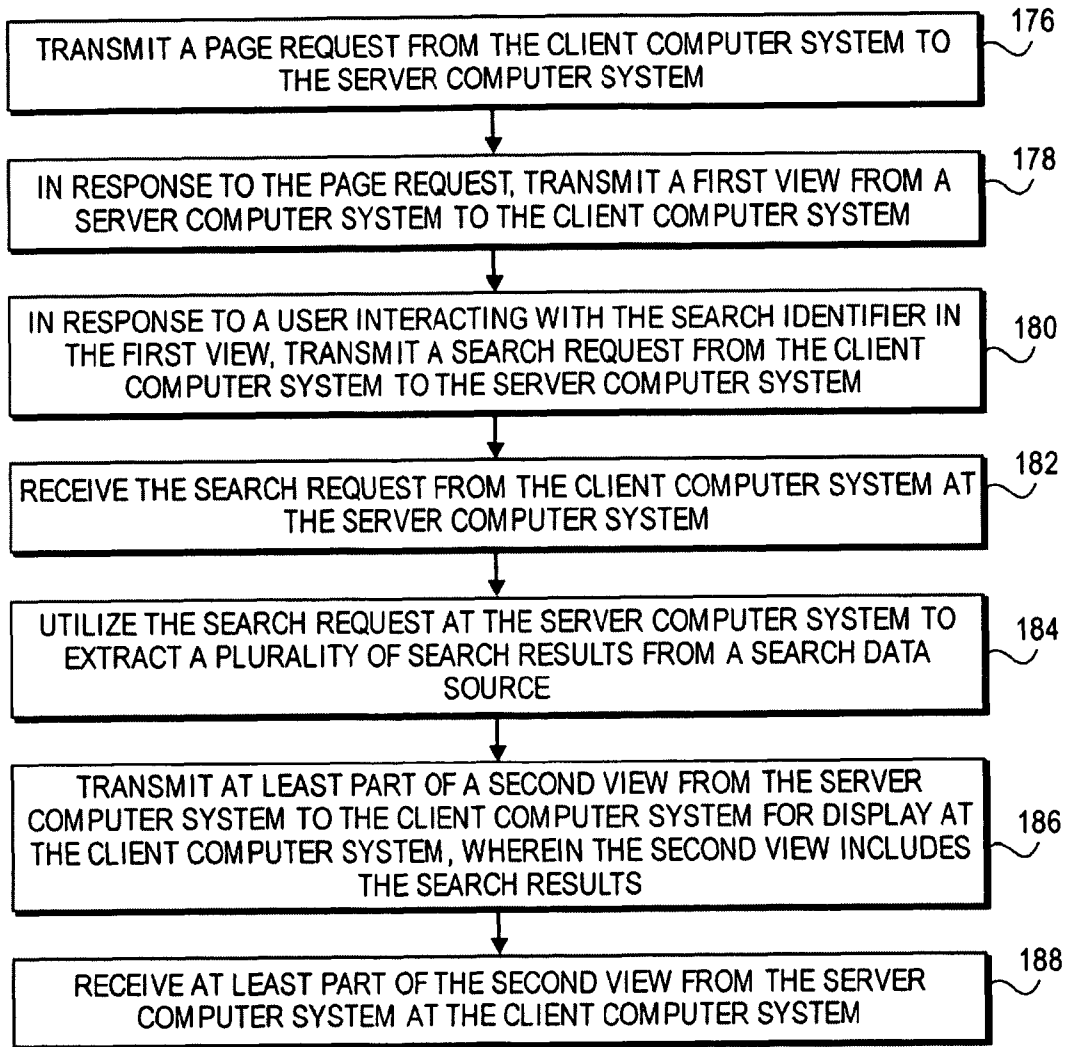 TRANSMIT A PAGE REQUEST FROM THE CLIENT COMPUTER SYSTEM TO
THE SERVER COMPUTER SYSTEM
176
IN RESPONSE TO THE PAGE REQUEST, TRANSMIT A FIRST VIEW FROM A
SERVER COMPUTER SYSTEM TO THE CLIENT COMPUTER SYSTEM
178
IN RESPONSE TO A USER INTERACTING WITH THE SEARCH IDENTIFIER IN
THE FIRST VIEW, TRANSMIT A SEARCH REQUEST FROM THE CLIENT
COMPUTER SYSTEM TO THE SERVER COMPUTER SYSTEM
180
RECEIVE THE SEARCH REQUEST FROM THE CLIENT COMPUTER SYSTEM AT
THE SERVER COMPUTER SYSTEM
182
UTILIZE THE SEARCH REQUEST AT THE SERVER COMPUTER SYSTEM TO
EXTRACT A PLURALITY OF SEARCH RESULTS FROM A SEARCH DATA
SOURCE
184
TRANSMIT AT LEAST PART OF A SECOND VIEW FROM THE SERVER
COMPUTER SYSTEM TO THE CLIENT COMPUTER SYSTEM FOR DISPLAY AT
THE CLIENT COMPUTER SYSTEM, WHEREIN THE SECOND VIEW INCLUDES
THE SEARCH RESULTS
186
RECEIVE AT LEAST PART OF THE SECOND VIEW FROM THE SERVER
COMPUTER SYSTEM AT THE CLIENT COMPUTER SYSTEM
188